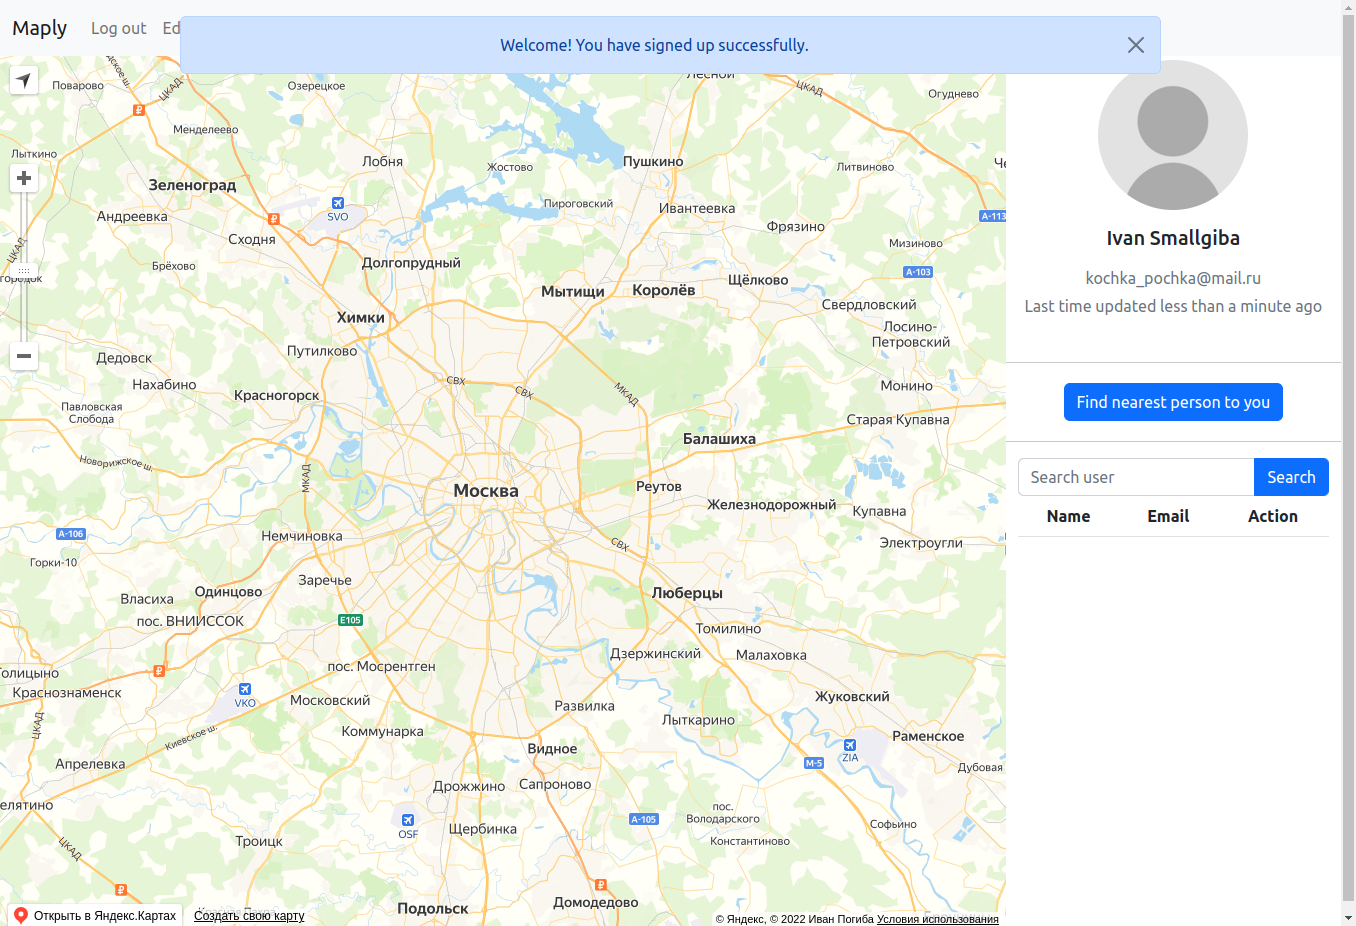 Maply
Log out
Ed
Welcome! You have signed up successfully.
Поварово
ЦКАД
Озерецкое
Лесной
ЦКАД
Огуднево
Менделеево
Лыткино
Лобня
Жостово
Пушкино
Литвиново
Зеленоград
Андреевка
SVO
Пироговский
Ивантеевка
А-113
Сходня
Фрязино
Мизиново
ЦКАД
Брёхово
Долгопрудный
А-103
Щёлково
Мытищи
Королёв
Свердловский
Химки
Лосино-
Петровский
Путилково
Дедовск
Нахабино
СВХ
СВХ
МКАД
Монино
Красногорск
Павловская
Слобода
Старая Купавна
Балашиха
Новорижское ш.
МКАД
Москва
Реутов
Железнодорожный
Купавна
А-106
Немчиновка
СВХ
Электроугли
Горки-10
Заречье
Одинцово
Власиха
Люберцы
пос. ВНИИССОК
Е105
Томилино
Дзержинский
Малаховка
пос. Мосрентген
Голицыно
Краснознаменск
VKO
Московский
Жуковский
Развилка
Лыткарино
ЦКАД
Киевское ш.
Коммунарка
Раменское
Видное
ZIA
Апрелевка
М-5
Дубовая
Дрожжино
Сапроново
пос.
Володарского
А-105
OSF
Щербинка
Софьино
ЦКАД
Троицк
Константиново
Подольск
Домодедово
Открыть в Яндекс.Картах
Создать свою карту
© Яндекс, © 2022 Иван Погиба Условия использования
Ivan Smallgiba
kochka_pochka@mail.ru
Last time updated less than a minute ago
Find nearest person to you
Search user
Search
Name Email Action